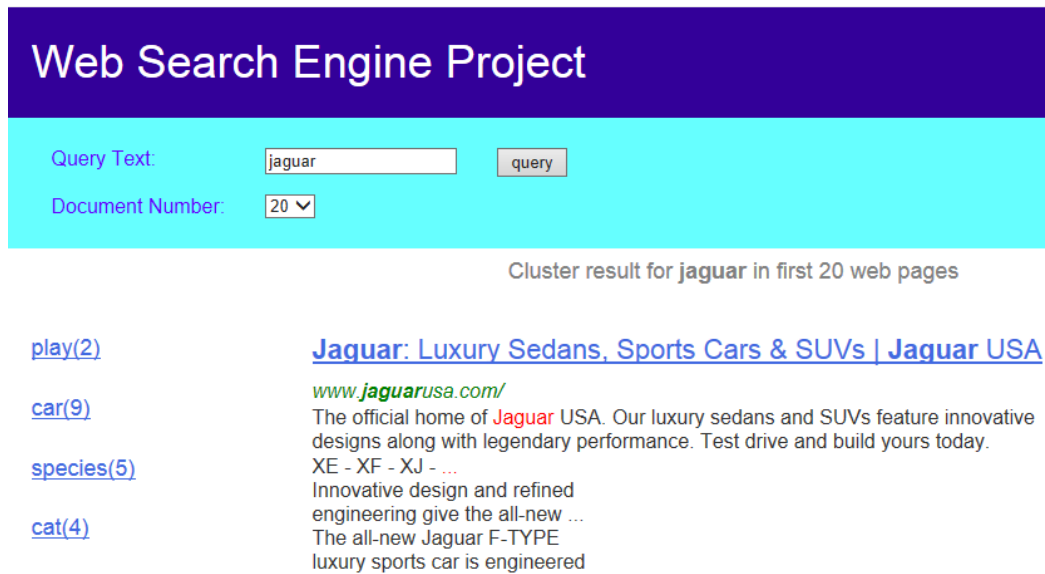 Web Search Engine Project
Query Text:
jaguar
query
Document Number:
20
Cluster result for jaguar in first 20 web pages
play(2)
car(9)
species(5)
cat(4)
Jaguar: Luxury Sedans, Sports Cars & SUVs | Jaguar USA
www.jaguarusa.com/
The official home of Jaguar USA. Our luxury sedans and SUVs feature innovative
designs along with legendary performance. Test drive and build yours today.
XE - XF - XJ - ...
Innovative design and refined
engineering give the all-new ...
The all-new Jaguar F-TYPE
luxury sports car is engineered